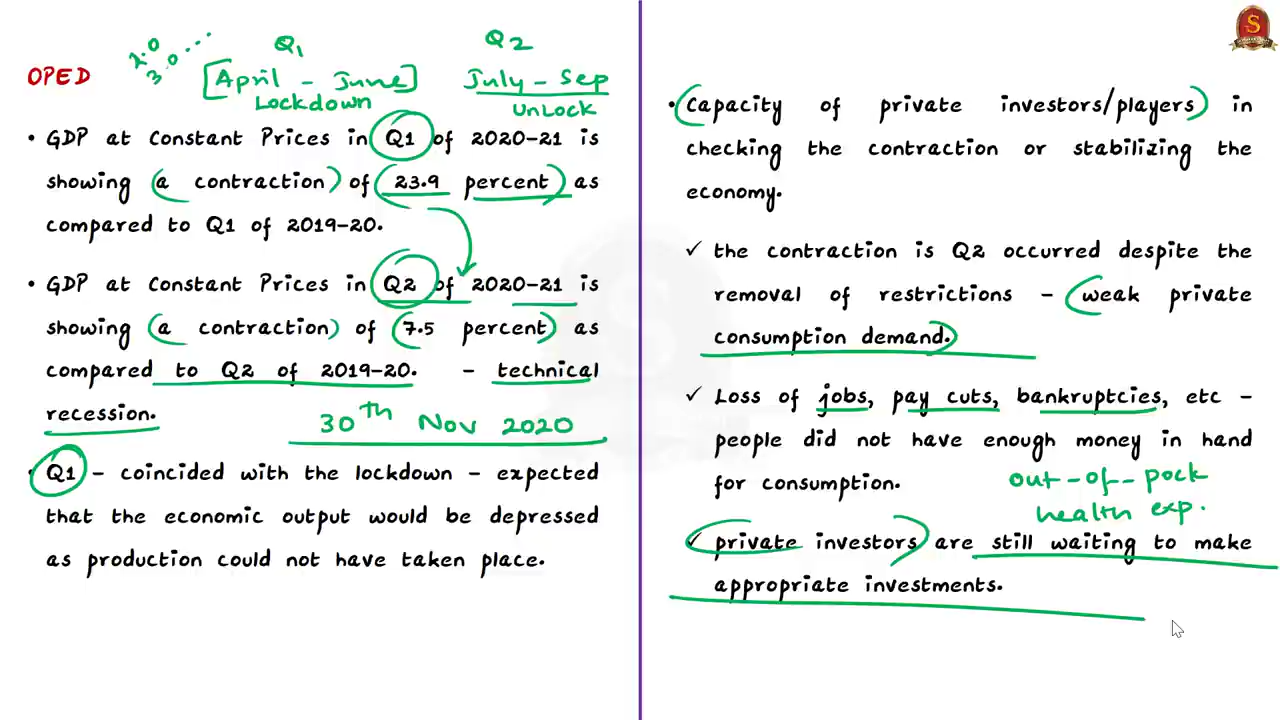 2.0
3.0 ....
Q1
Q2
OPED
[April - June]
July - Sep
Lockdown
UnLock
• GDP at Constant Prices in Q1 of 2020-21 is
showing a contraction of 23.9 percent as
compared to Q1 of 2019-20.
• GDP at Constant Prices in Q2 of 2020-21 is
showing (a contraction) of (7.5 percent) as
compared to Q2 of 2019-20. - technical
recession.
30th Nov 2020
• Q1 - coincided with the lockdown - expected
that the economic output would be depressed
as production could not have taken place.
• (Capacity of private investors/players) in
checking the contraction or stabilizing the
economy.
✓ the contraction is Q2 occurred despite the
removal of restrictions - (weak private
consumption demand.)
✓ Loss of jobs, pay cuts, bankruptcies, etc -
people did not have enough money in hand
for consumption.
out-of-pock
health exp.
✓ private investors are still waiting to make
appropriate investments.
S